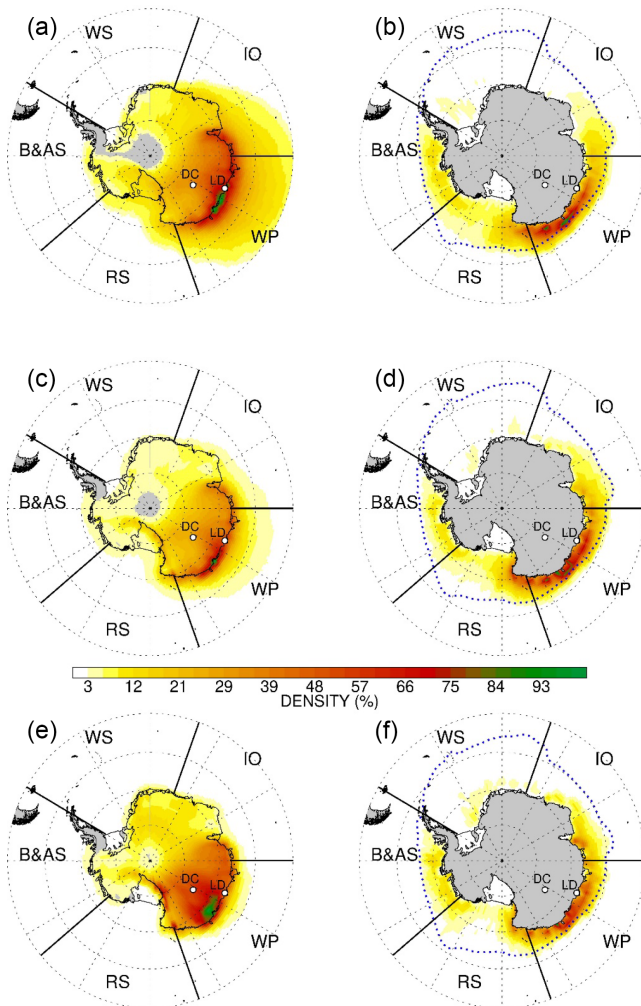 (a)
WS
IO
B&AS
DC
LD
WP
RS
(b)
WS
IO
B&AS
DC
LD
WP
RS
(c)
WS
IO
B&AS
DC
LD
WP
RS
(d)
WS
IO
B&AS
DC
LD
WP
RS
3 12 21 29 39 48 57 66 75 84 93
DENSITY (%)
(e)
WS
IO
B&AS
DC
LD
WP
RS
(f)
WS
IO
B&AS
DC
LD
WP
RS